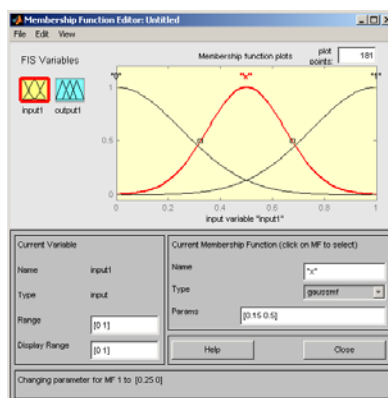 Membership Function Editor: Untitled
File Edit View
FIS Variables
Membership function plots
plot points:
181
input1
output1
"0"
"x"
"1"
1
0.5
0
0 0.2 0.4 0.6 0.8 1
input variable "input1"
Current Variable
Name input1
Type input
Range [0 1]
Display Range [0 1]
Current Membership Function (click on MF to select)
Name "x"
Type gaussmf
Params [0.15 0.5]
Help
Close
Changing parameter for MF 1 to [0.25 0]